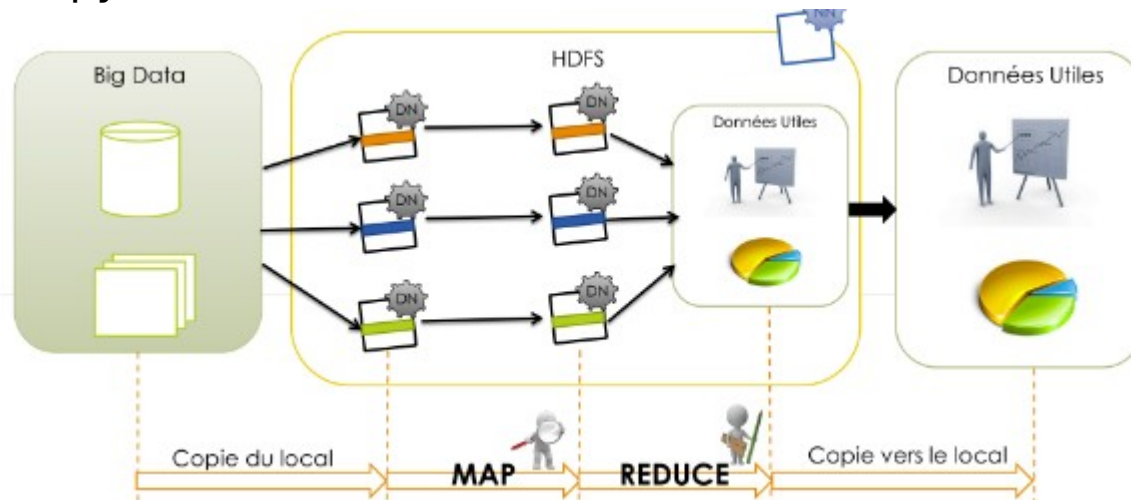 NN
Big Data
HDFS
Données Utiles
DN
DN
Données Utiles
DN
DN
DN
DN
Copie du local
MAP
REDUCE
Copie vers le local